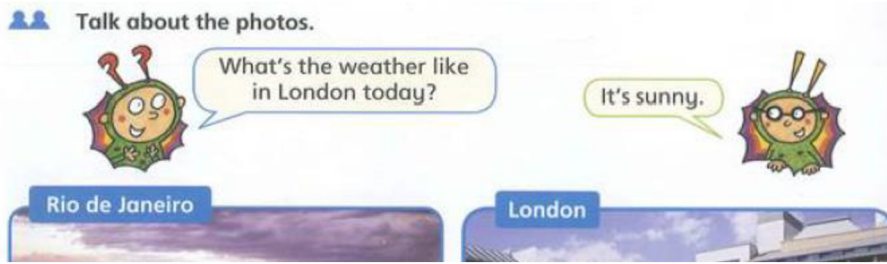 Talk about the photos.
What's the weather like
in London today?
It's sunny.
Rio de Janeiro
London